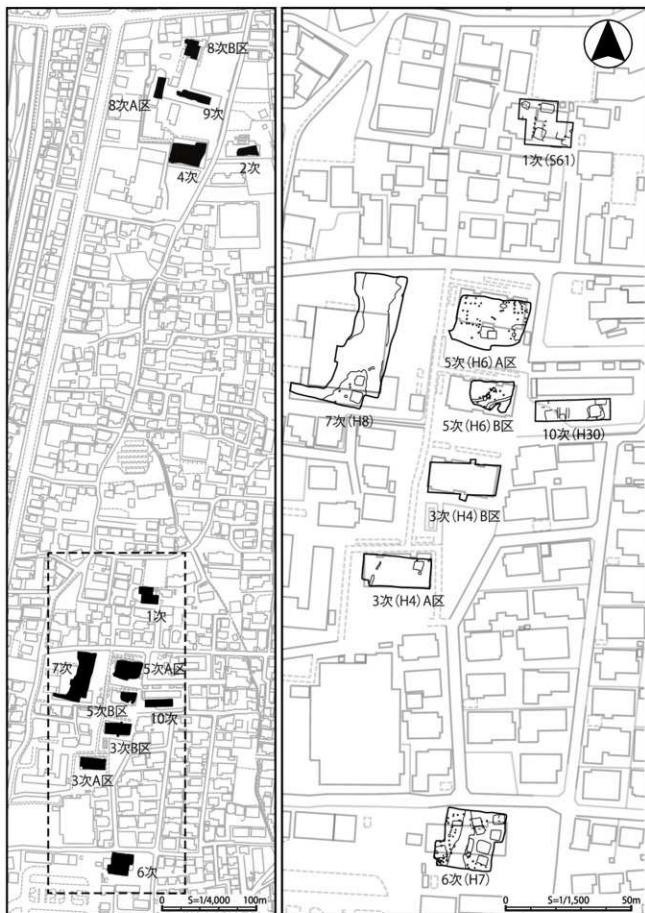 8次B区
8次A区
9次
4次
2次
1次
7次
5次A区
5次B区
10次
3次B区
3次A区
6次
0 S=1/4,000 100m
1次(S61)
5次(H6)A区
7次(H8)
5次(H6)B区
10次(H30)
3次(H4)B区
3次(H4)A区
6次(H7)
0 S=1/1,500 50m